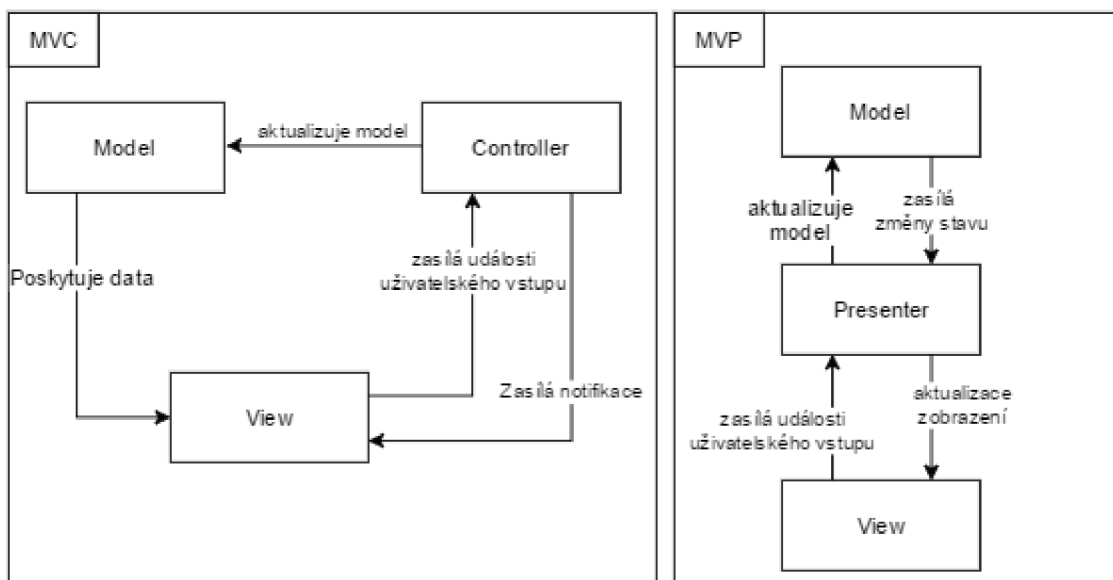 MVC
Model
aktualizuje model
Controller
Poskytuje data
zasílá události
uživatelského vstupu
Zasílá notifikace
View
MVP
Model
aktualizuje
model
zasílá
změny stavu
Presenter
zasílá události
uživatelského vstupu
aktualizace
zobrazení
View